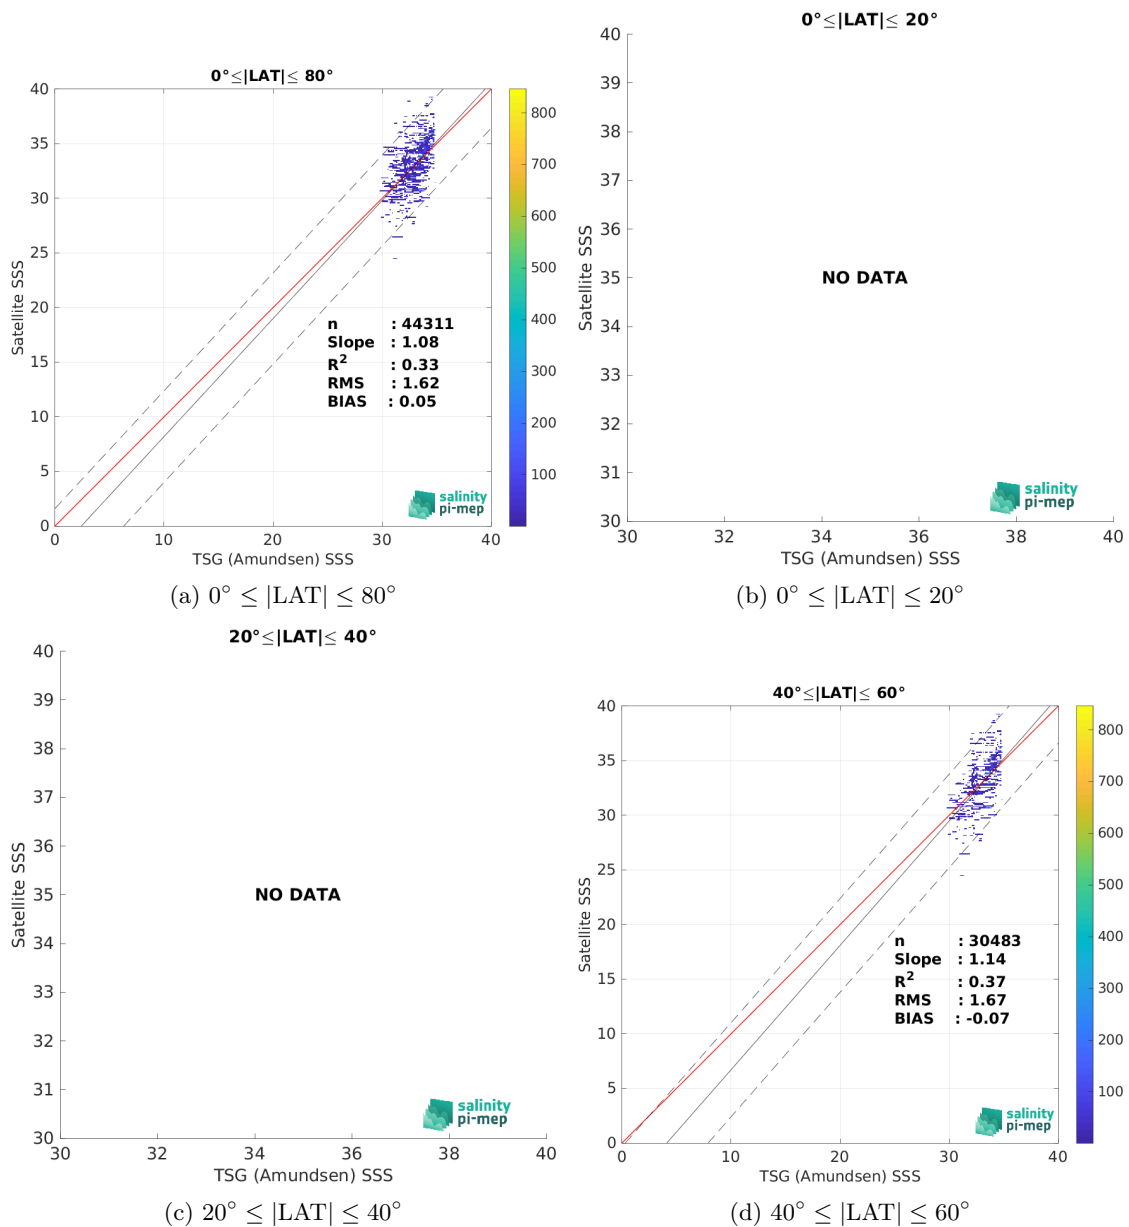 0°≤|LAT|≤ 80°
40
35
30
25
20
15
10
5
0
Satellite SSS
n : 44311
Slope : 1.08
R² : 0.33
RMS : 1.62
BIAS : 0.05
salinity
pi-mep
0 10 20 30 40
TSG (Amundsen) SSS
800
700
600
500
400
300
200
100
(a) 0° ≤ |LAT| ≤ 80°
0°≤|LAT|≤ 20°
40
39
38
37
36
35
34
33
32
31
30
Satellite SSS
NO DATA
salinity
pi-mep
30 32 34 36 38 40
TSG (Amundsen) SSS
(b) 0° ≤ |LAT| ≤ 20°
20°≤|LAT|≤ 40°
40
39
38
37
36
35
34
33
32
31
30
Satellite SSS
NO DATA
salinity
pi-mep
30 32 34 36 38 40
TSG (Amundsen) SSS
(c) 20° ≤ |LAT| ≤ 40°
40°≤|LAT|≤ 60°
40
35
30
25
20
15
10
5
0
Satellite SSS
n : 30483
Slope : 1.14
R² : 0.37
RMS : 1.67
BIAS : -0.07
salinity
pi-mep
0 10 20 30 40
TSG (Amundsen) SSS
800
700
600
500
400
300
200
100
(d) 40° ≤ |LAT| ≤ 60°